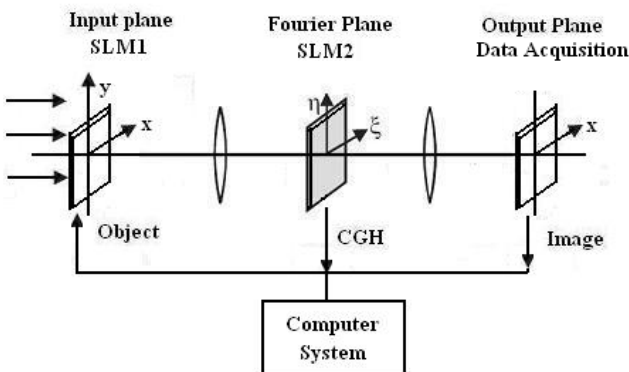 Input plane
SLM1
Fourier Plane
SLM2
Output Plane
Data Acquisition
y
x
η
ξ
x
Object
CGH
Image
Computer
System